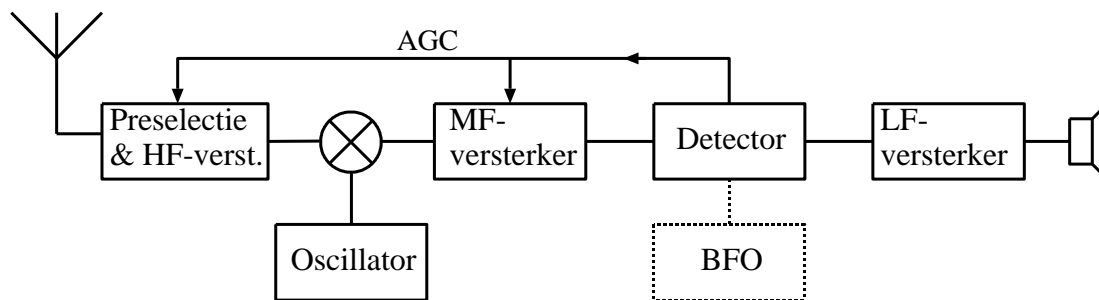 AGC
Preselectie
& HF-verst.
MF-
versterker
Detector
LF-
versterker
Oscillator
BFO